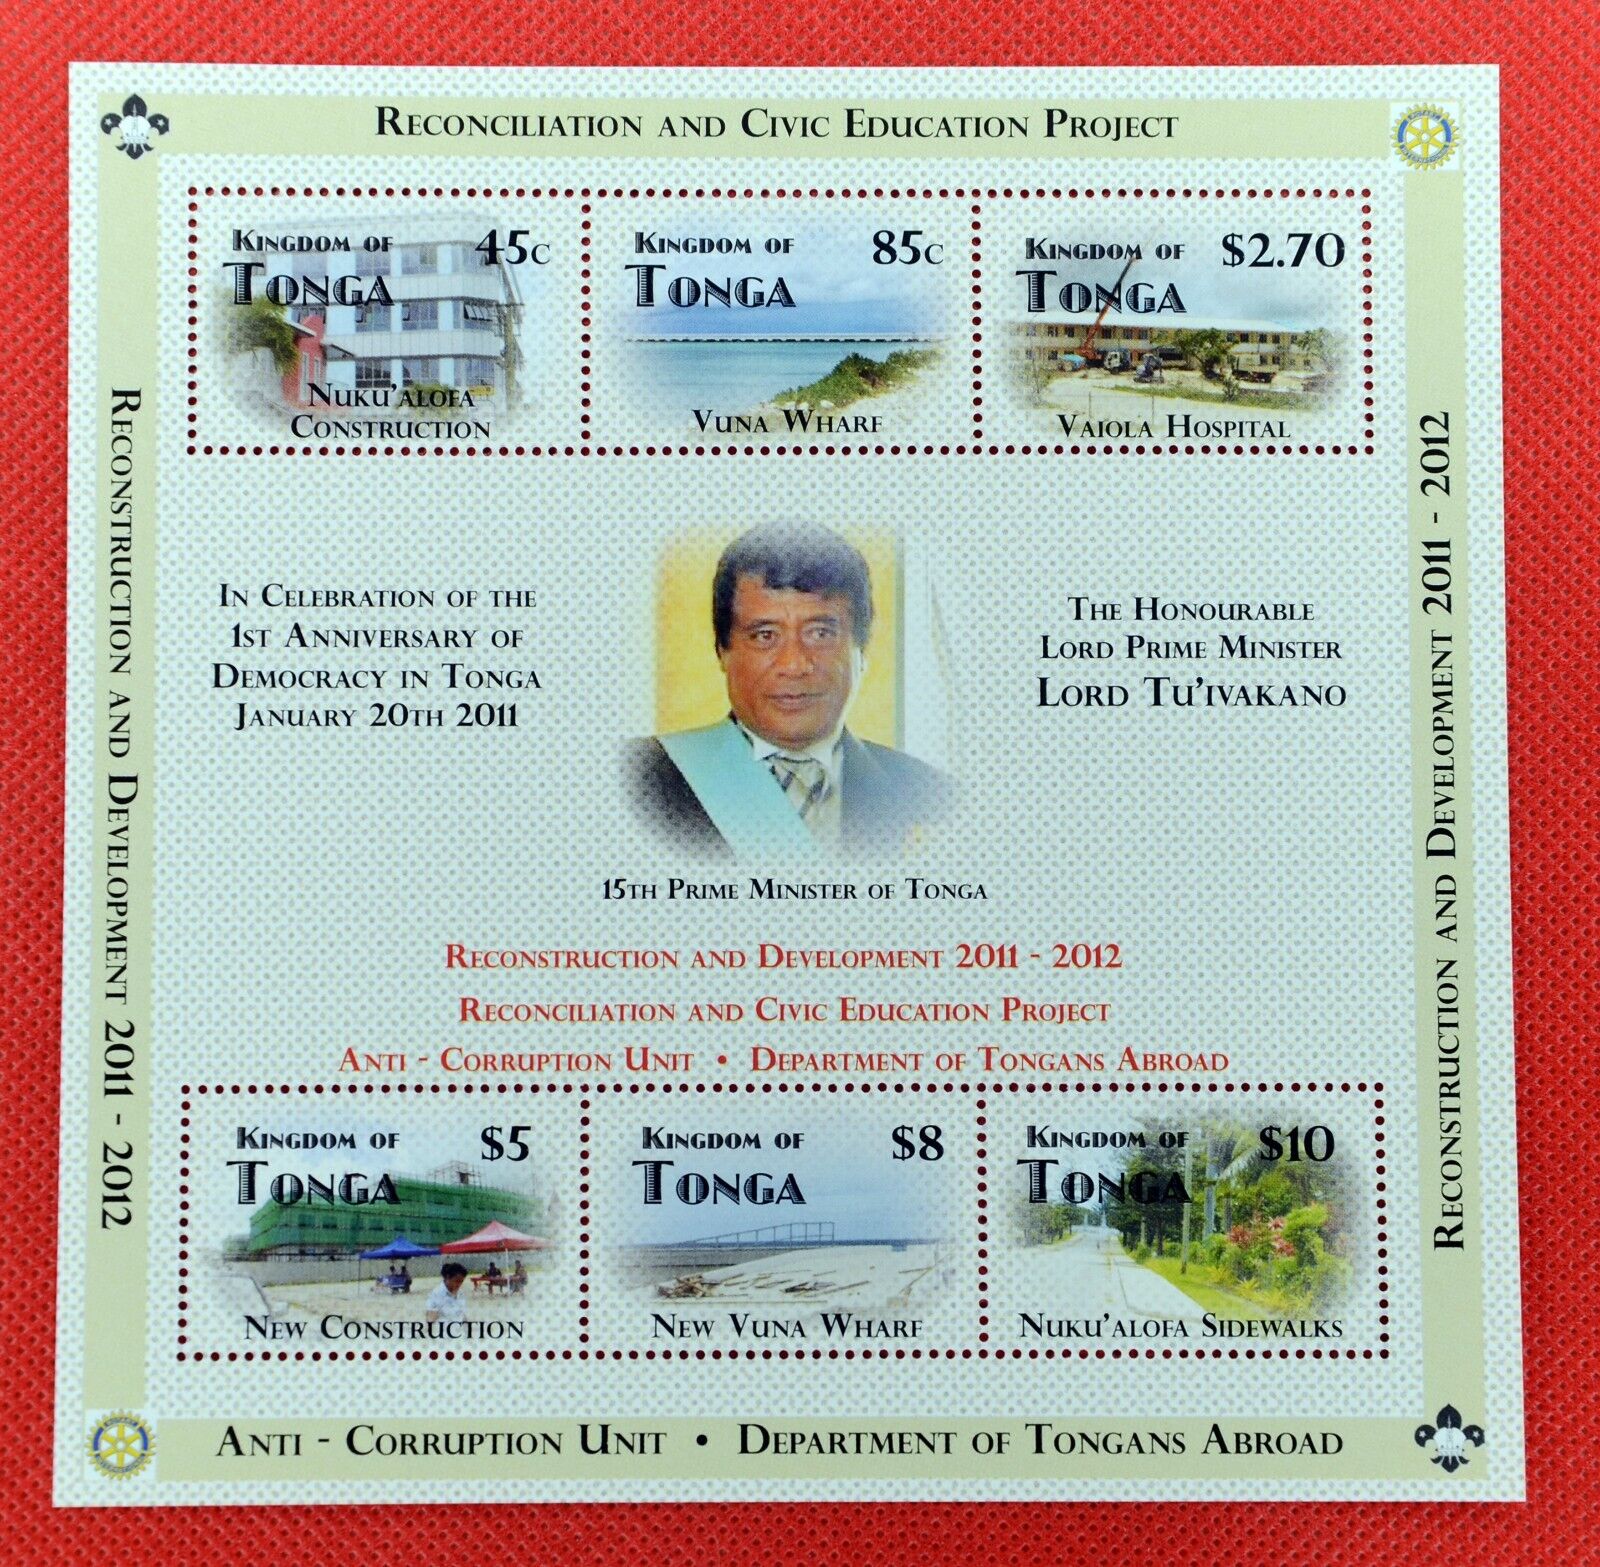 RECONCILIATION AND CIVIC EDUCATION PROJECT
ROTARY
INTERNATIONAL
KINGDOM OF
TONGA
45C
NUKU'ALOFA
CONSTRUCTION
KINGDOM OF
TONGA
85C
VUNA WHARF
KINGDOM OF
TONGA
$2.70
VAIOLA HOSPITAL
RECONSTRUCTION AND DEVELOPMENT 2011 - 2012
RECONSTRUCTION AND DEVELOPMENT 2011 - 2012
IN CELEBRATION OF THE
1ST ANNIVERSARY OF
DEMOCRACY IN TONGA
JANUARY 20TH 2011
THE HONOURABLE
LORD PRIME MINISTER
LORD TU'IVAKANO
15TH PRIME MINISTER OF TONGA
RECONSTRUCTION AND DEVELOPMENT 2011 - 2012
RECONCILIATION AND CIVIC EDUCATION PROJECT
ANTI - CORRUPTION UNIT • DEPARTMENT OF TONGANS ABROAD
KINGDOM OF
TONGA
$5
NEW CONSTRUCTION
KINGDOM OF
TONGA
$8
NEW VUNA WHARF
KINGDOM OF
TONGA
$10
NUKU'ALOFA SIDEWALKS
ROTARY
INTERNATIONAL
ANTI - CORRUPTION UNIT • DEPARTMENT OF TONGANS ABROAD